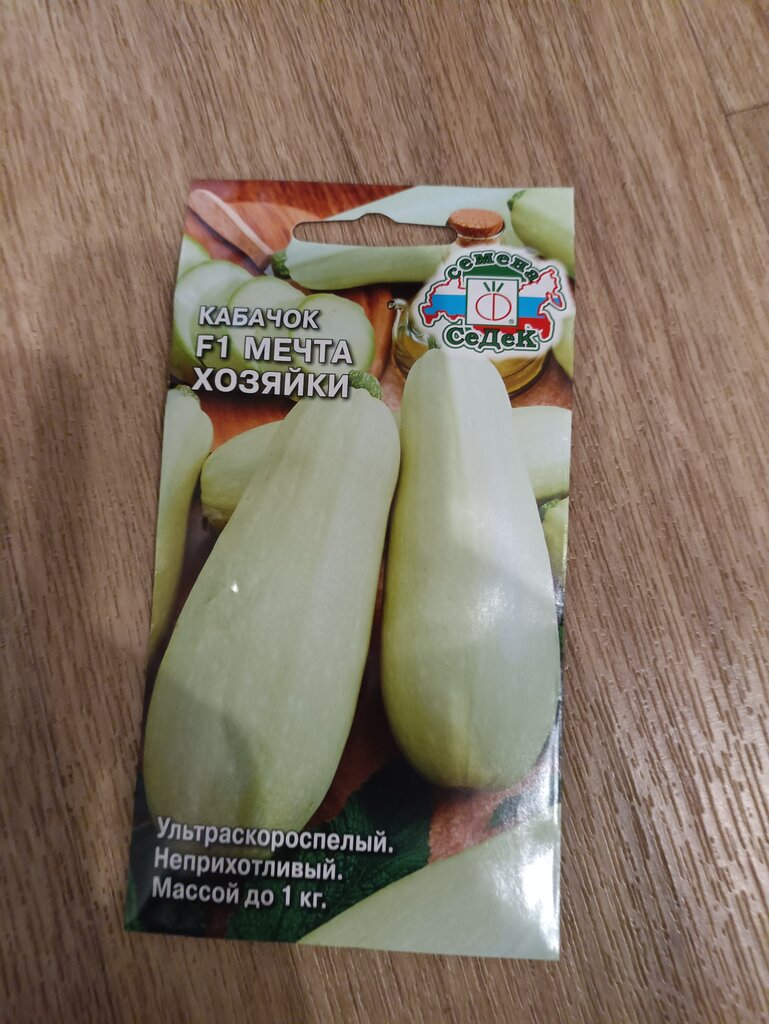 КАБАЧОК
F1 МЕЧТА
ХОЗЯЙКИ
семена
СеДеК
Ультраскороспелый.
Неприхотливый.
Массой до 1 кг.